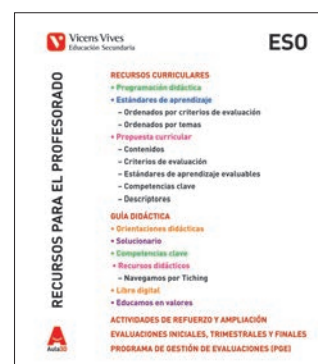 Vicens Vives
Educación Secundaria
ESO
RECURSOS PARA EL PROFESORADO
RECURSOS CURRICULARES
• Programación didáctica
• Estándares de aprendizaje
– Ordenados por criterios de evaluación
– Ordenados por temas
• Propuesta curricular
– Contenidos
– Criterios de evaluación
– Estándares de aprendizaje evaluables
– Competencias clave
– Descriptores
GUÍA DIDÁCTICA
• Orientaciones didácticas
• Solucionario
• Competencias clave
• Recursos didácticos
– Navegamos por Tiching
• Libro digital
• Educamos en valores
ACTIVIDADES DE REFUERZO Y AMPLIACIÓN
EVALUACIONES INICIALES, TRIMESTRALES Y FINALES
PROGRAMA DE GESTIÓN DE EVALUACIONES (PGE)
Aula3D